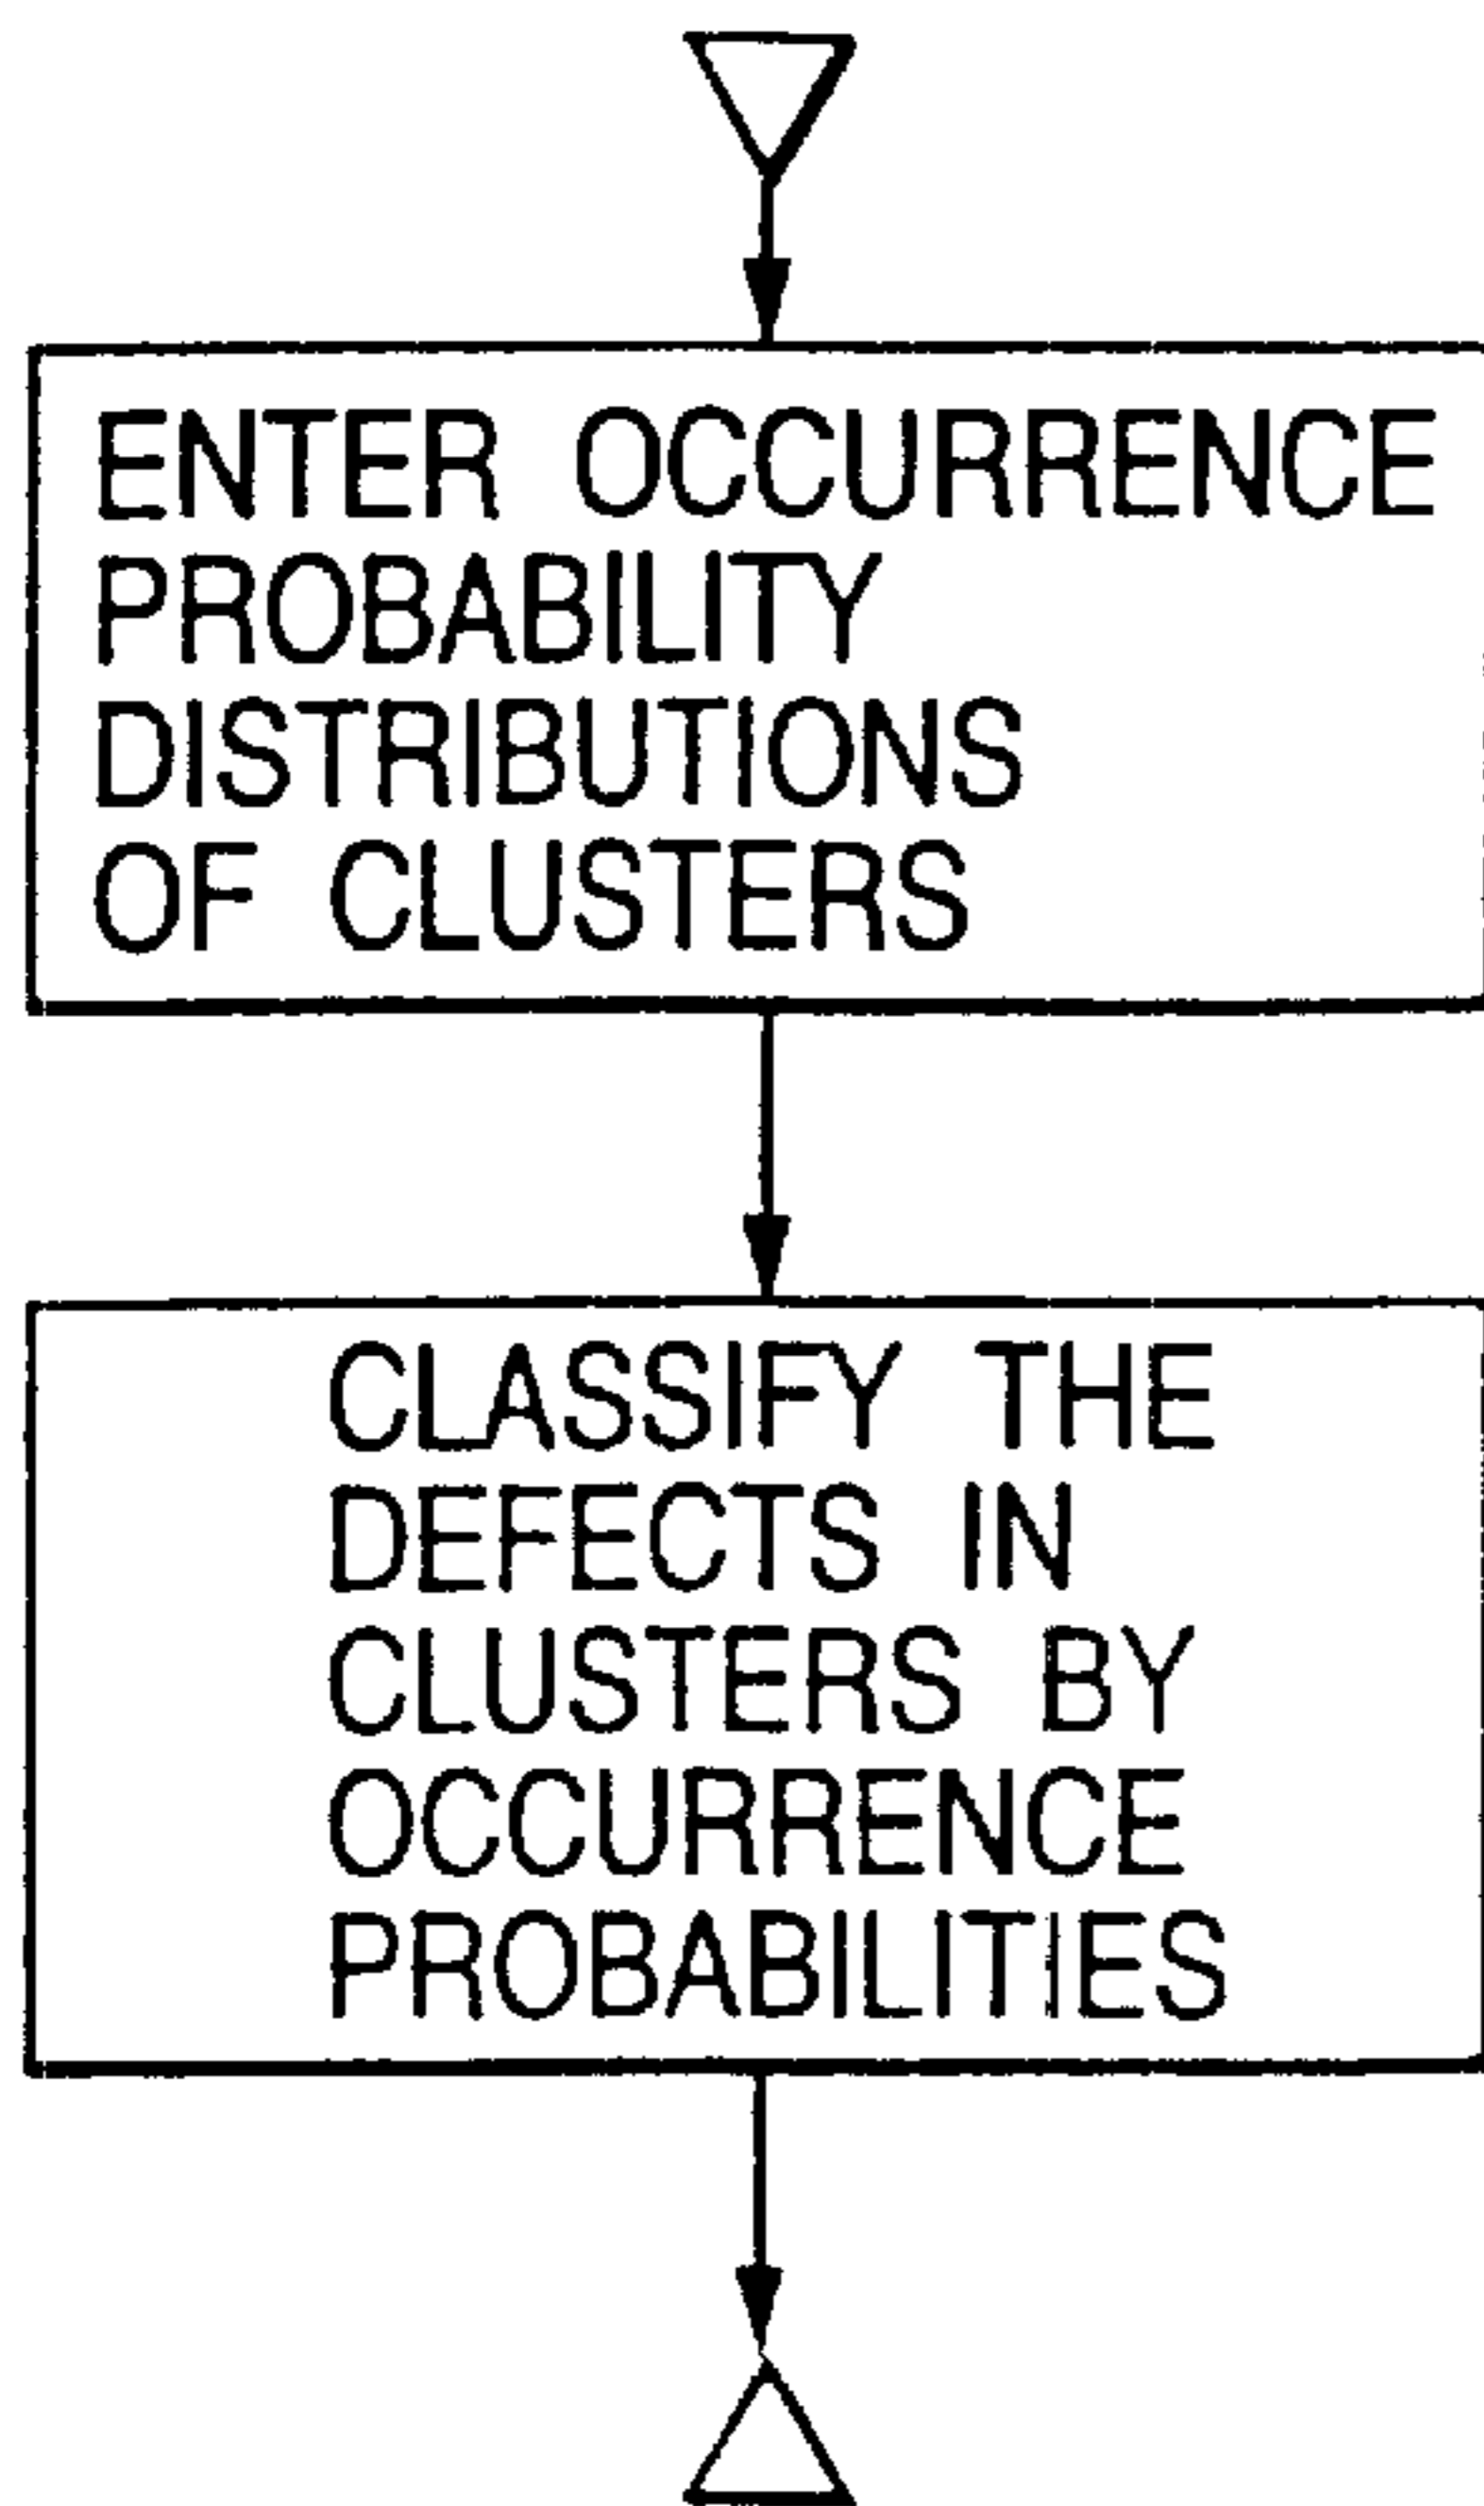 ENTER OCCURRENCE
PROBABILITY
DISTRIBUTIONS
OF CLUSTERS
CLASSIFY THE
DEFECTS IN
CLUSTERS BY
OCCURRENCE
PROBABILITIES